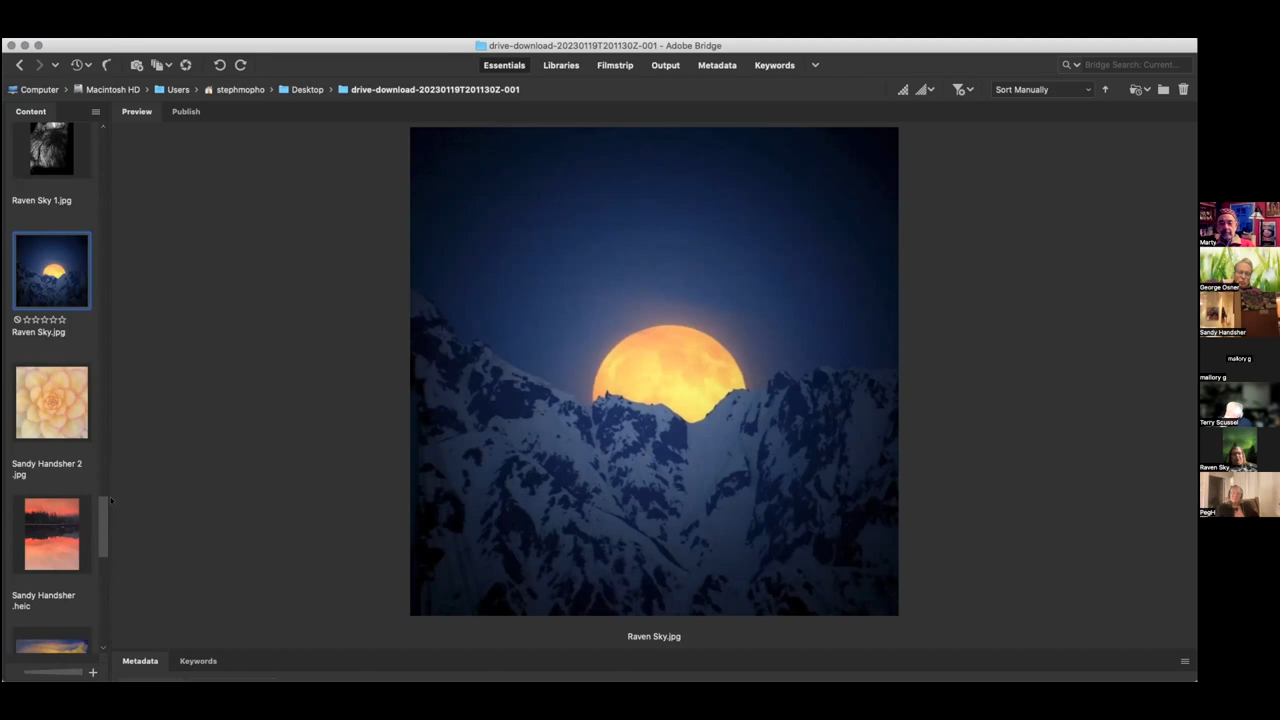 drive-download-20230119T201130Z-001 - Adobe Bridge
Essentials Libraries Filmstrip Output Metadata Keywords
Bridge Search: Current...
Computer Macintosh HD Users stephmopho Desktop drive-download-20230119T201130Z-001
Sort Manually
Content
Preview Publish
Raven Sky 1.jpg
Raven Sky.jpg
Sandy Handsher 2
.jpg
Sandy Handsher
.heic
Raven Sky.jpg
Metadata Keywords
Marty
George Osner
Sandy Handsher
mallory g
mallory g
Terry Scussel
Raven Sky
PegH